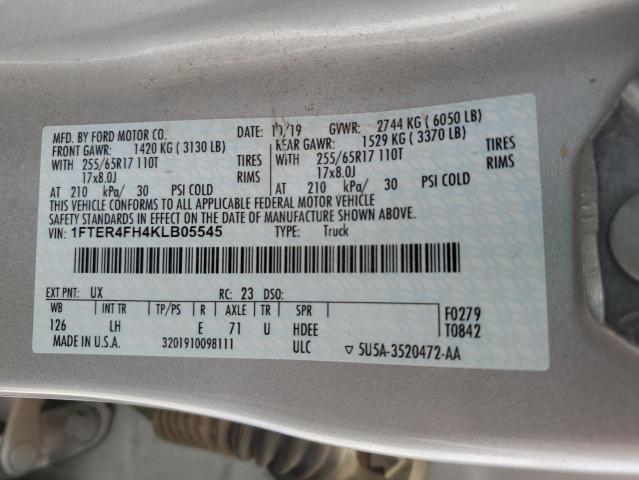 MFD. BY FORD MOTOR CO. DATE: 11/19 GVWR: 2744 KG ( 6050 LB)
FRONT GAWR: 1420 KG ( 3130 LB) REAR GAWR: 1529 KG ( 3370 LB)
WITH 255/65R17 110T TIRES WITH 255/65R17 110T TIRES
17x8.0J RIMS 17x8.0J RIMS
AT 210 kPa/ 30 PSI COLD AT 210 kPa/ 30 PSI COLD
THIS VEHICLE CONFORMS TO ALL APPLICABLE FEDERAL MOTOR VEHICLE
SAFETY STANDARDS IN EFFECT ON THE DATE OF MANUFACTURE SHOWN ABOVE.
VIN: 1FTER4FH4KLB05545 TYPE: Truck
EXT PNT: UX RC: 23 DSO:
WB INT TR TP/PS R AXLE TR SPR F0279
126 LH E 71 U HDEE T0842
MADE IN U.S.A. 3201910098111 ULC ▽ 5U5A-3520472-AA